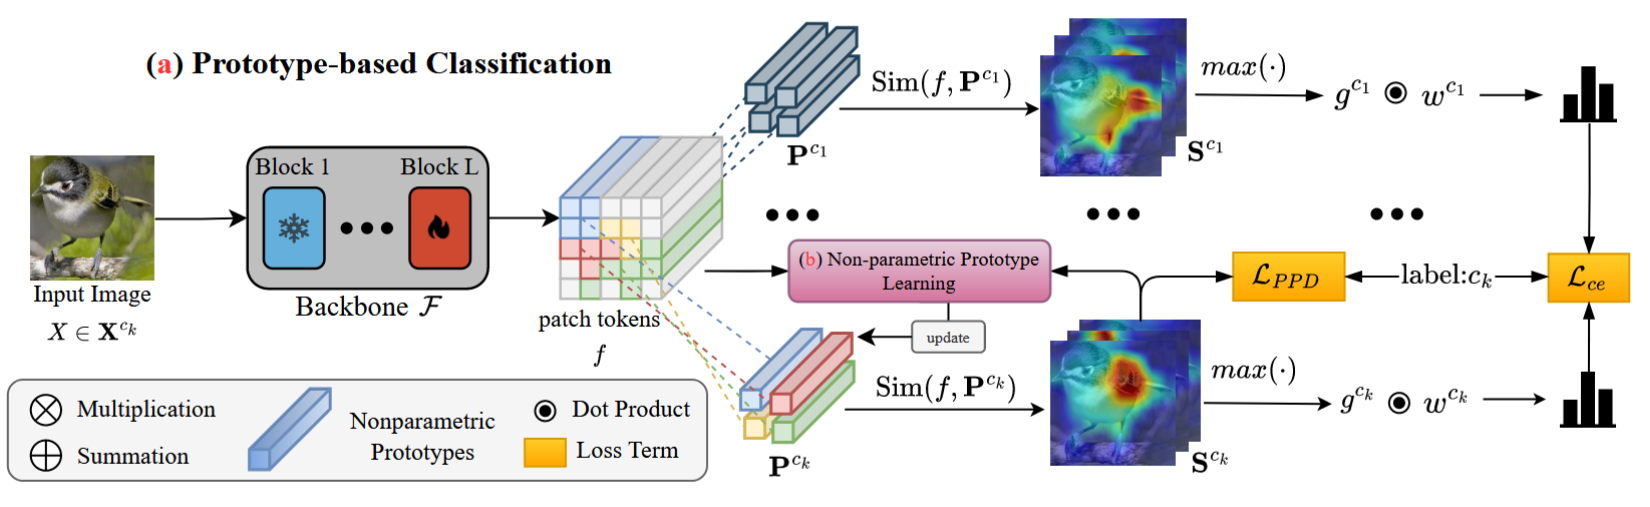 (a) Prototype-based Classification
Input Image
X ∈ X^{c_k}
Block 1
Block L
Backbone F
patch tokens
f
P^{c_1}
Sim(f, P^{c_1})
S^{c_1}
max(·)
g^{c_1} ⊙ w^{c_1}
(b) Non-parametric Prototype
Learning
update
L_{PPD}
label:c_k
L_{ce}
P^{c_k}
Sim(f, P^{c_k})
S^{c_k}
max(·)
g^{c_k} ⊙ w^{c_k}
Multiplication
Summation
Nonparametric
Prototypes
Dot Product
Loss Term